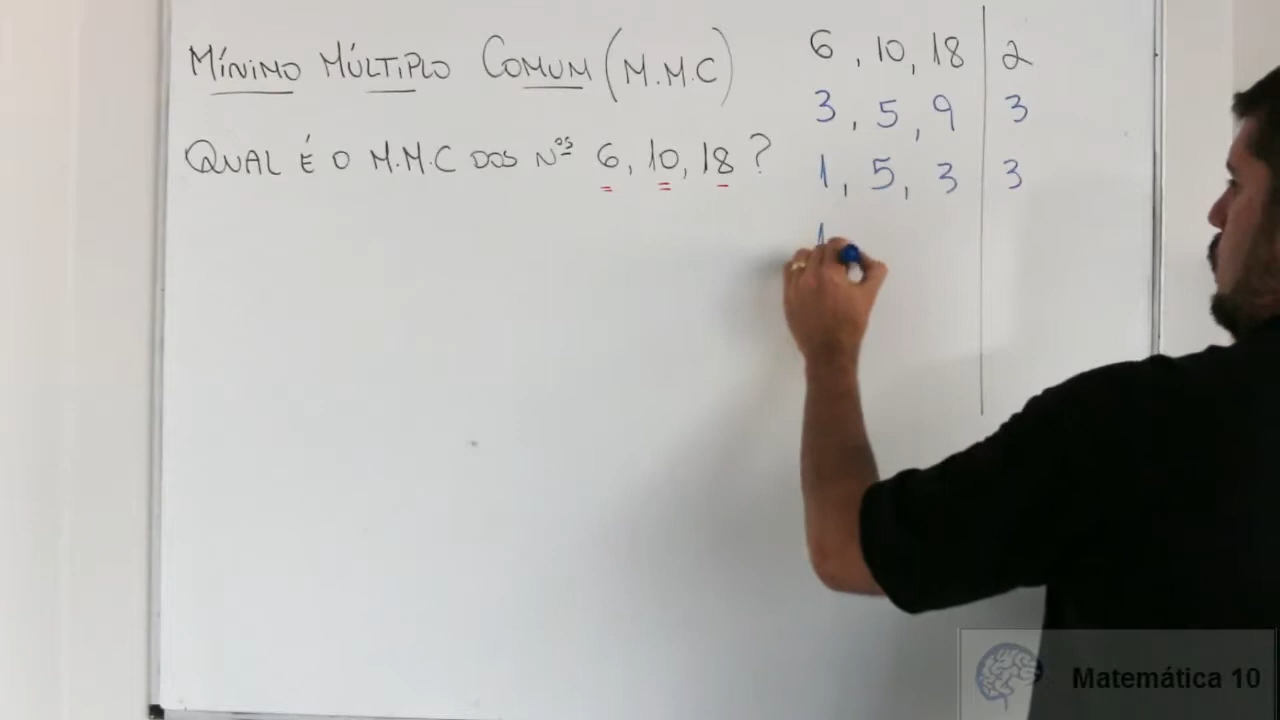 MÍNIMO MÚLTIPLO COMUM (M.M.C)
QUAL É O M.M.C DOS Nºs 6, 10, 18 ?
6, 10, 18 | 2
3, 5, 9 | 3
1, 5, 3 | 3
1
Matemática 10